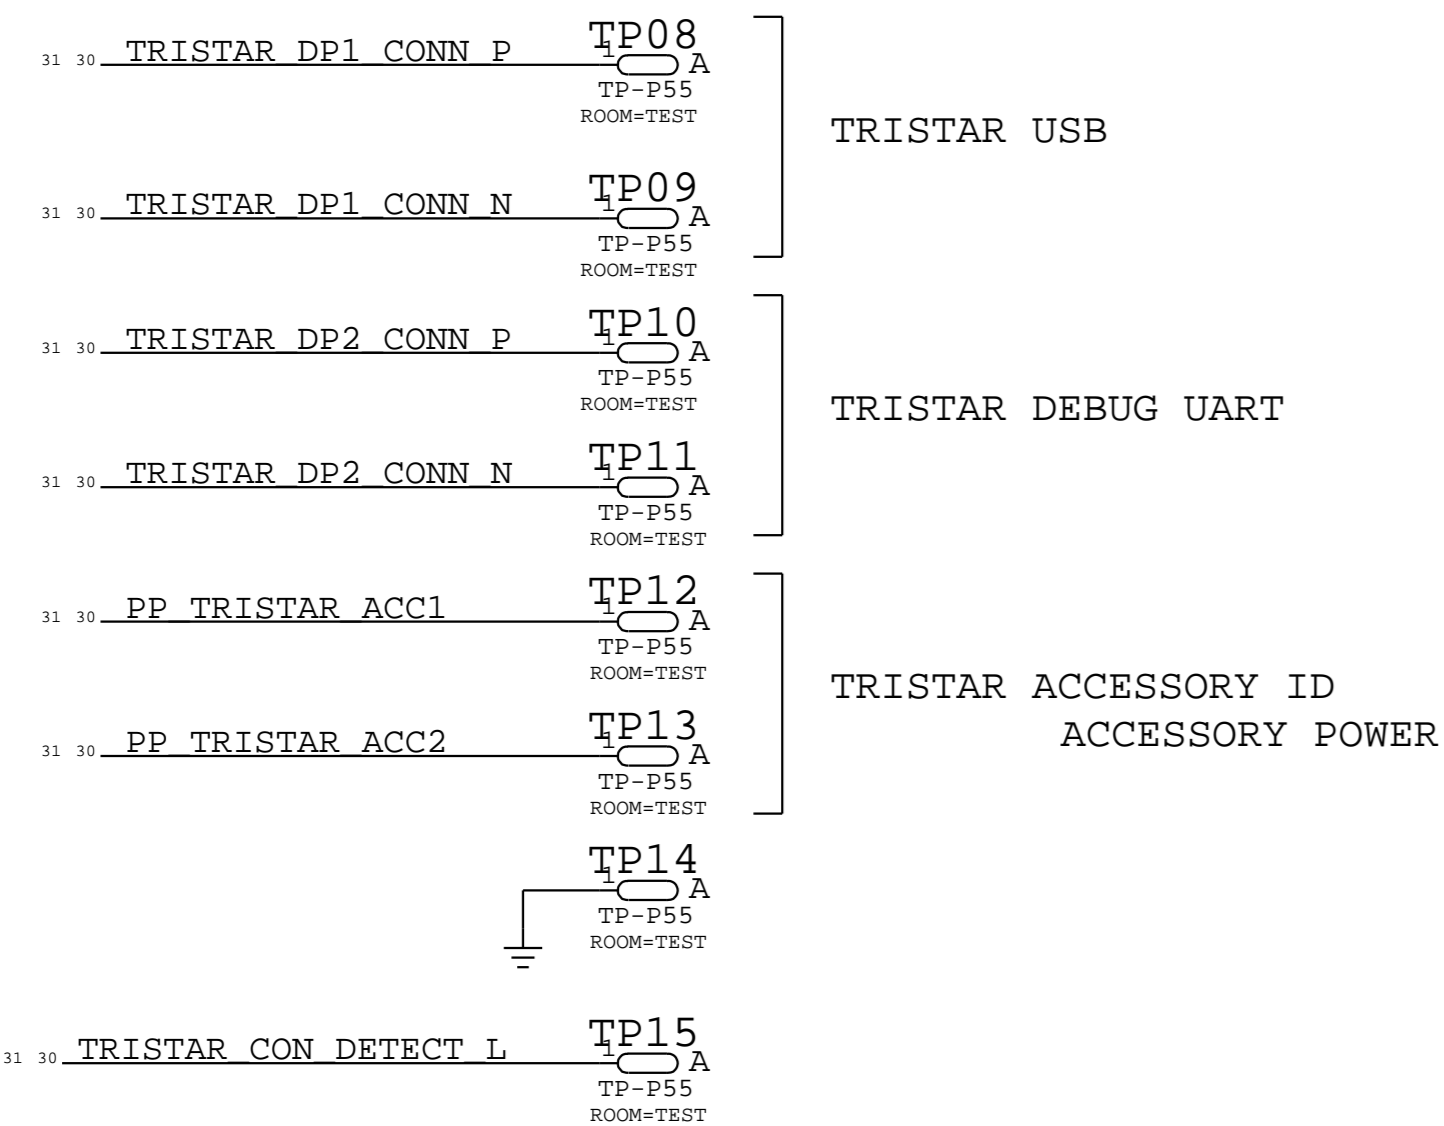 TP08
31 30 TRISTAR_DP1_CONN_P 1 A
TP-P55
ROOM=TEST
TRISTAR USB
TP09
31 30 TRISTAR_DP1_CONN_N 1 A
TP-P55
ROOM=TEST
TP10
31 30 TRISTAR_DP2_CONN_P 1 A
TP-P55
ROOM=TEST
TRISTAR DEBUG UART
TP11
31 30 TRISTAR_DP2_CONN_N 1 A
TP-P55
ROOM=TEST
TP12
31 30 PP_TRISTAR_ACC1 1 A
TP-P55
ROOM=TEST
TRISTAR ACCESSORY ID
ACCESSORY POWER
TP13
31 30 PP_TRISTAR_ACC2 1 A
TP-P55
ROOM=TEST
TP14
1 A
TP-P55
ROOM=TEST
TP15
31 30 TRISTAR_CON_DETECT_L 1 A
TP-P55
ROOM=TEST